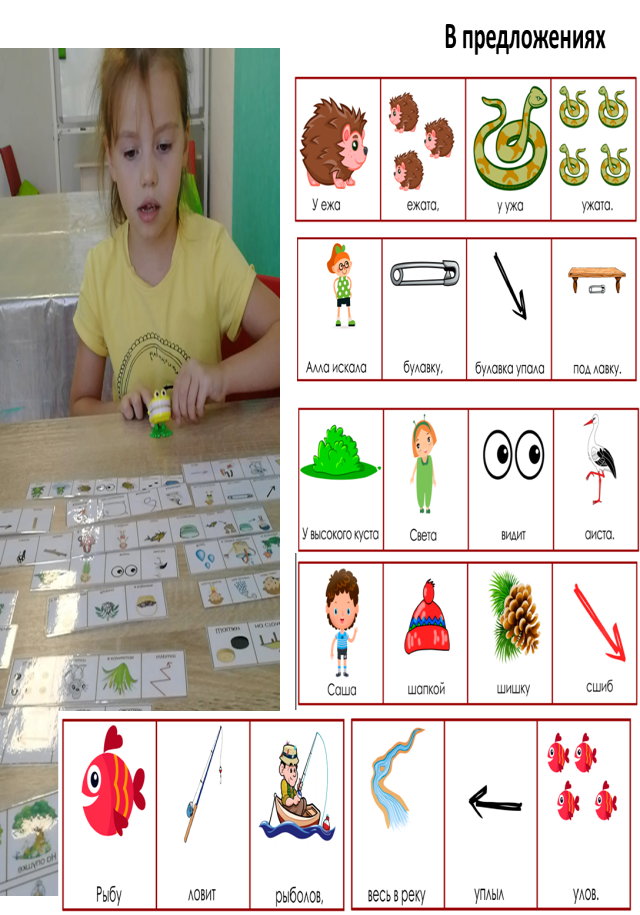 В предложениях
У ежа ежата, у ужа ужата.
Алла искала булавку, булавка упала под лавку.
У высокого куста Света видит аиста.
Саша шапкой шишку сшиб
Рыбу ловит рыболов, весь в реку уплыл улов.